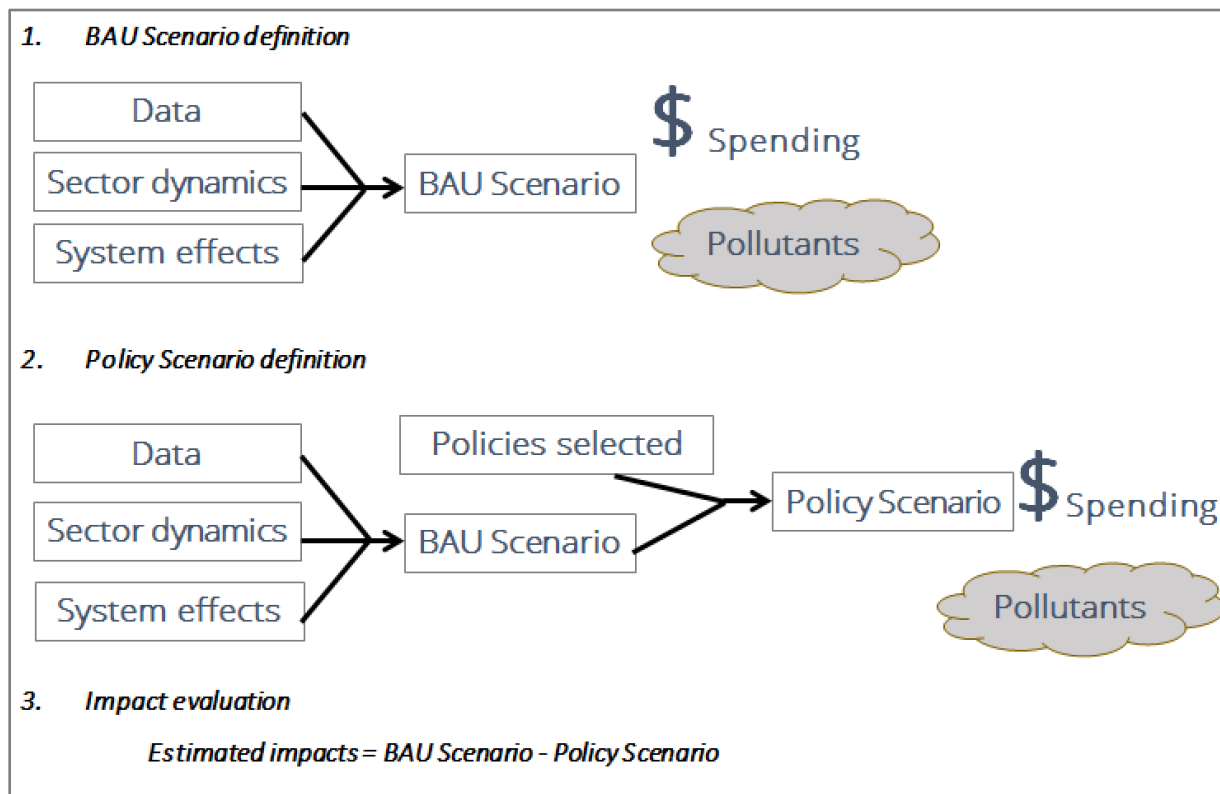 1. BAU Scenario definition
Data
Sector dynamics
System effects
BAU Scenario
$ Spending
Pollutants
2. Policy Scenario definition
Data
Sector dynamics
System effects
Policies selected
BAU Scenario
Policy Scenario
$ Spending
Pollutants
3. Impact evaluation
Estimated impacts = BAU Scenario - Policy Scenario